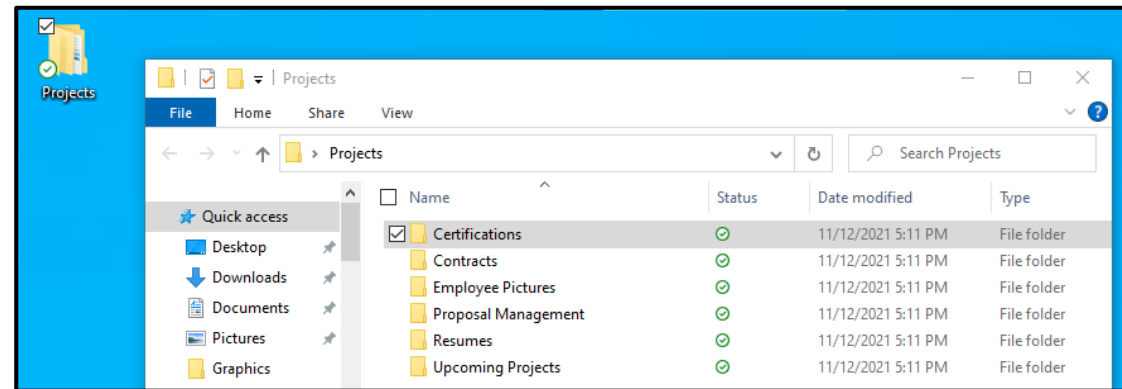 Projects
Projects
File Home Share View
Projects Search Projects
Name Status Date modified Type
Quick access
Certifications 11/12/2021 5:11 PM File folder
Desktop
Contracts 11/12/2021 5:11 PM File folder
Downloads
Employee Pictures 11/12/2021 5:11 PM File folder
Documents
Proposal Management 11/12/2021 5:11 PM File folder
Pictures
Resumes 11/12/2021 5:11 PM File folder
Graphics
Upcoming Projects 11/12/2021 5:11 PM File folder